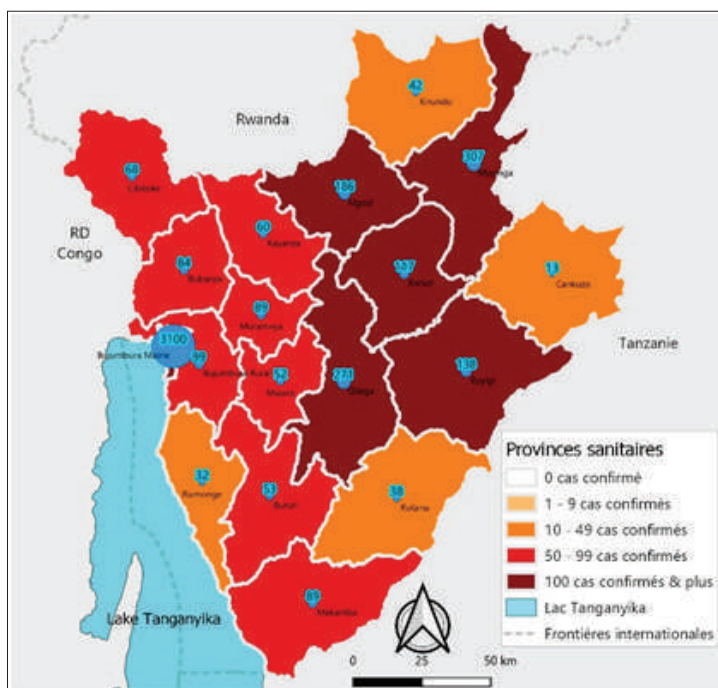 42
Kirundo
Rwanda
307
Muyinga
68
Cibitoke
186
Ngozi
60
Kayanza
RD
Congo
84
Bubanza
Karuzi
13
Cankuzo
89
Muramvya
3100
Bujumbura Mairie
99
Bujumbura Rural
Tanzanie
52
Mwaro
271
Gitega
138
Ruyigi
32
Rumonge
53
Bururi
38
Rutana
89
Makamba
Lake Tanganyika
Provinces sanitaires
0 cas confirmé
1 - 9 cas confirmés
10 - 49 cas confirmés
50 - 99 cas confirmés
100 cas confirmés & plus
Lac Tanganyika
Frontiéres internationales
0 25 50 km